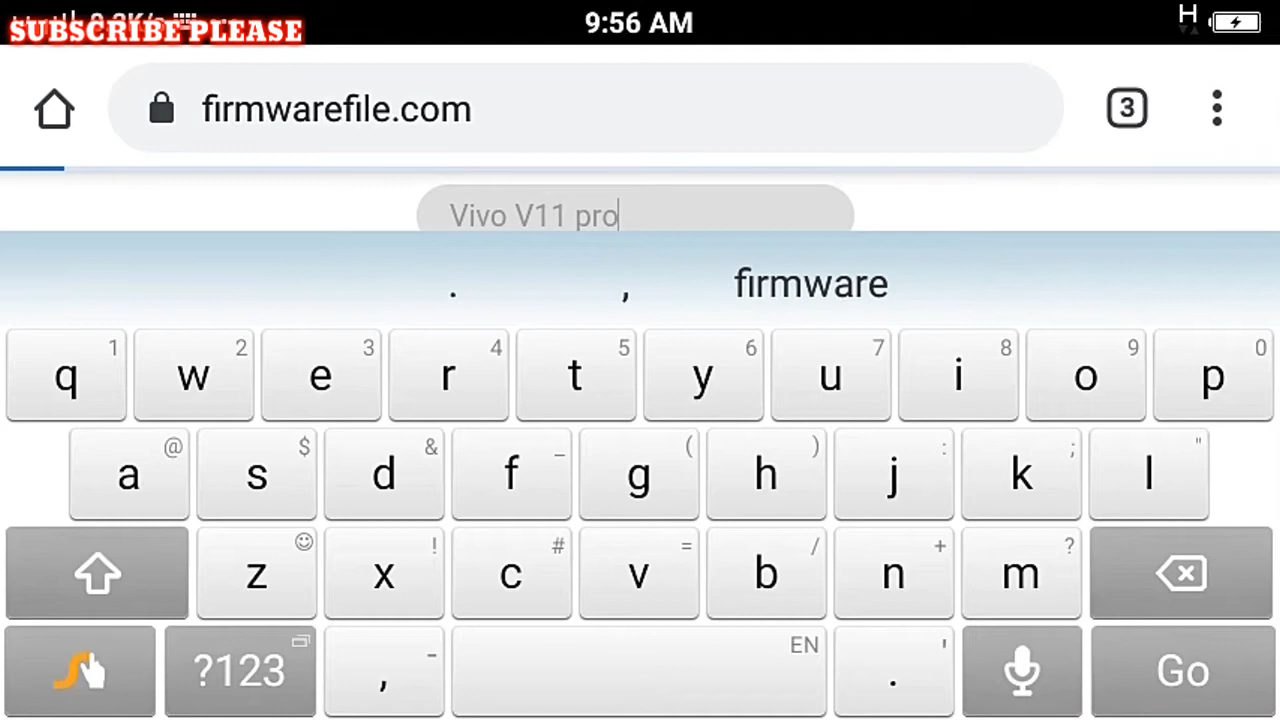 SUBSCRIBE PLEASE
9:56 AM
H
firmwarefile.com
3
Vivo V11 pro
. , firmware
1 2 3 4 5 6 7 8 9 0
q w e r t y u i o p
@ $ & _ ( ) : ; "
a s d f g h j k l
! # = / + ?
z x c v b n m
EN
?123 , - . ' Go